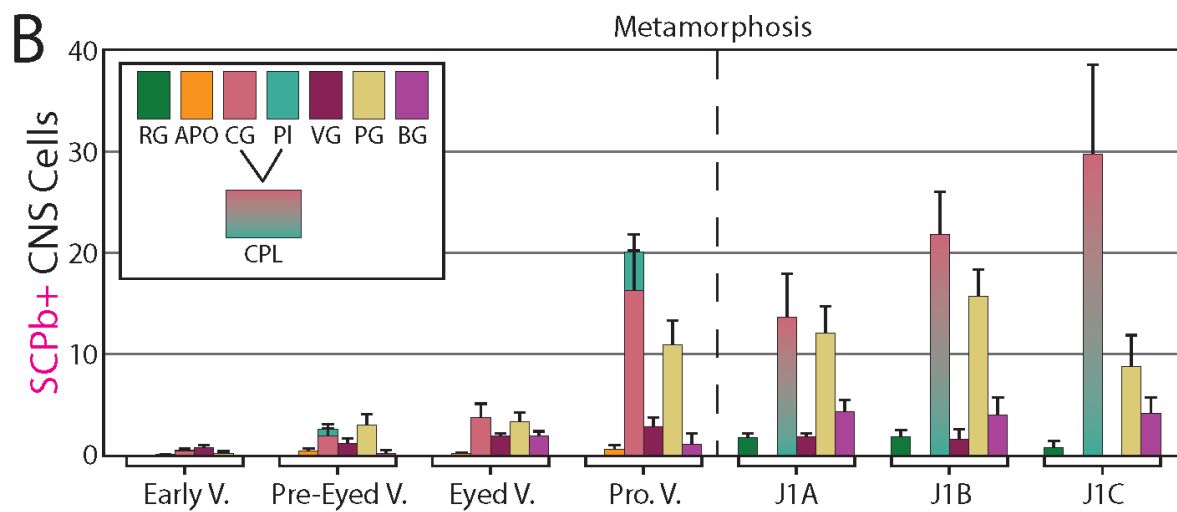 B
Metamorphosis
SCPb+ CNS Cells
40
30
20
10
0
RG APO CG PI VG PG BG
CPL
Early V. Pre-Eyed V. Eyed V. Pro. V. J1A J1B J1C